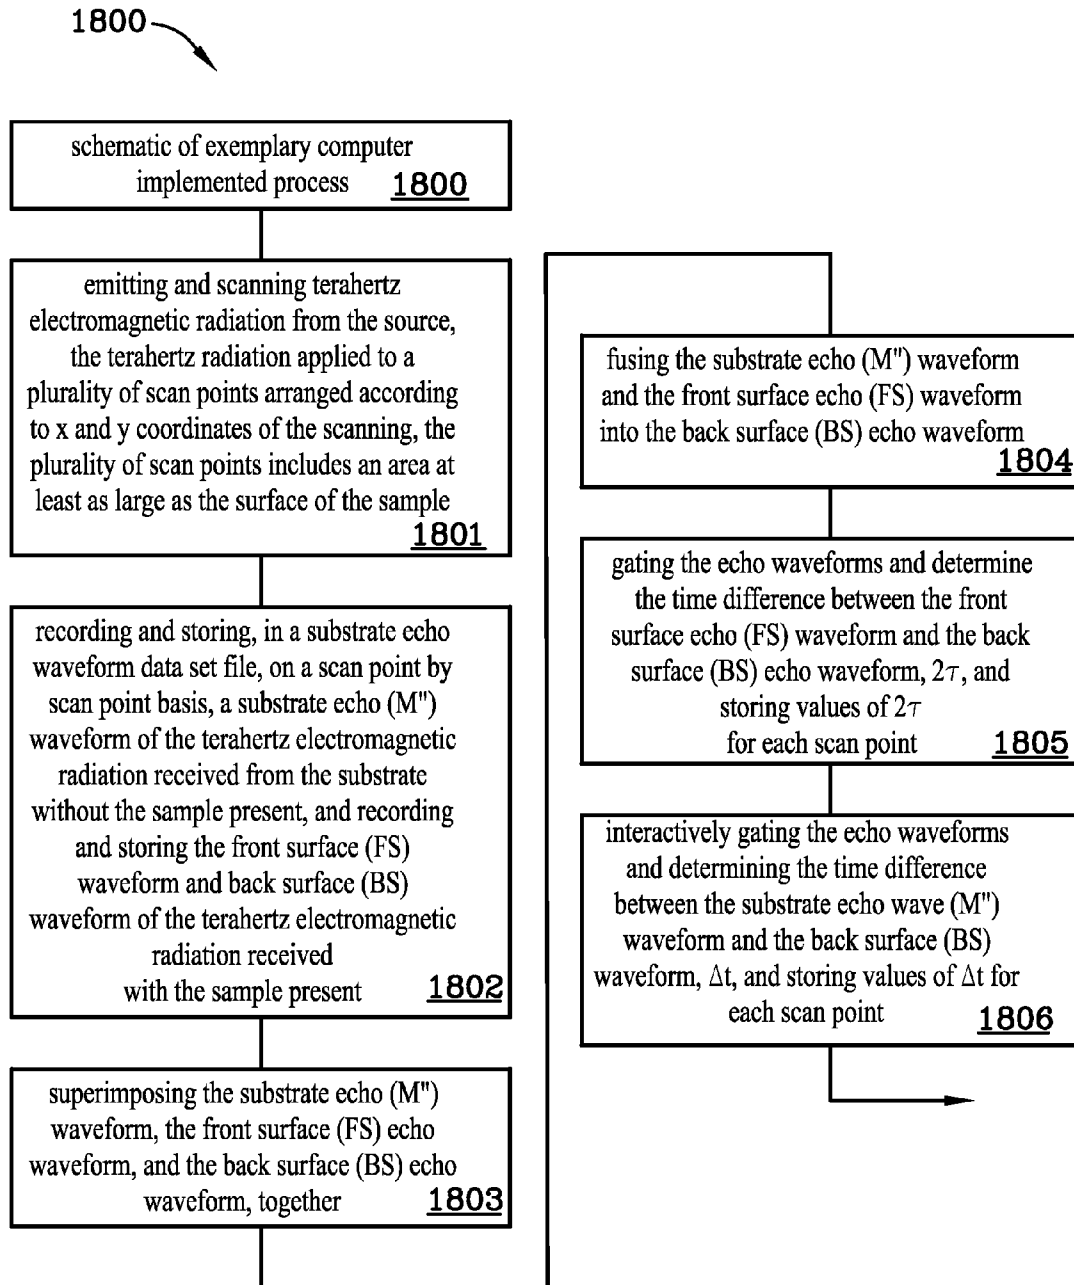 1800
schematic of exemplary computer
implemented process 1800
emitting and scanning terahertz
electromagnetic radiation from the source,
the terahertz radiation applied to a
plurality of scan points arranged according
to x and y coordinates of the scanning, the
plurality of scan points includes an area at
least as large as the surface of the sample
1801
recording and storing, in a substrate echo
waveform data set file, on a scan point by
scan point basis, a substrate echo (M")
waveform of the terahertz electromagnetic
radiation received from the substrate
without the sample present, and recording
and storing the front surface (FS)
waveform and back surface (BS)
waveform of the terahertz electromagnetic
radiation received
with the sample present 1802
superimposing the substrate echo (M")
waveform, the front surface (FS) echo
waveform, and the back surface (BS) echo
waveform, together 1803
fusing the substrate echo (M") waveform
and the front surface echo (FS) waveform
into the back surface (BS) echo waveform
1804
gating the echo waveforms and determine
the time difference between the front
surface echo (FS) waveform and the back
surface (BS) echo waveform, 2τ, and
storing values of 2τ
for each scan point 1805
interactively gating the echo waveforms
and determining the time difference
between the substrate echo wave (M")
waveform and the back surface (BS)
waveform, Δt, and storing values of Δt for
each scan point 1806